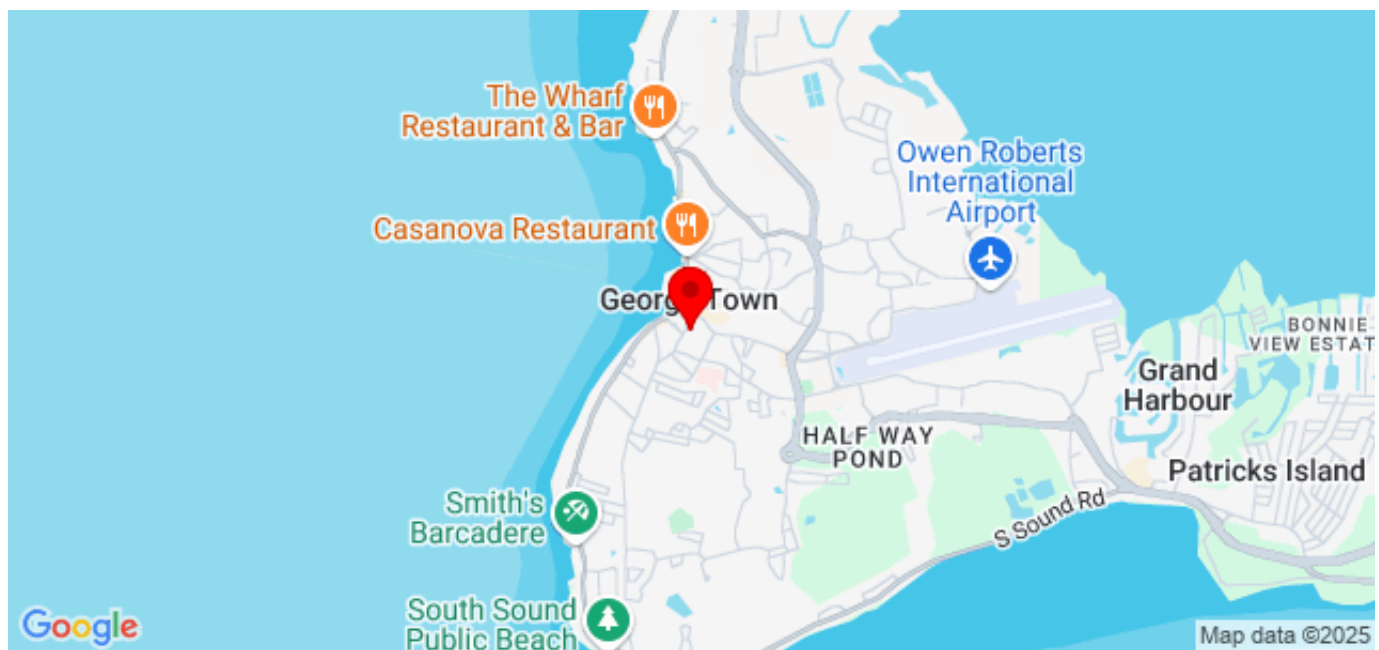 The Wharf
Restaurant & Bar
Owen Roberts
International
Airport
Casanova Restaurant
George Town
BONNIE
VIEW ESTAT
Grand
Harbour
HALF WAY
POND
Patricks Island
Smith's
Barcadere
S Sound Rd
South Sound
Public Beach
Google
Map data ©2025